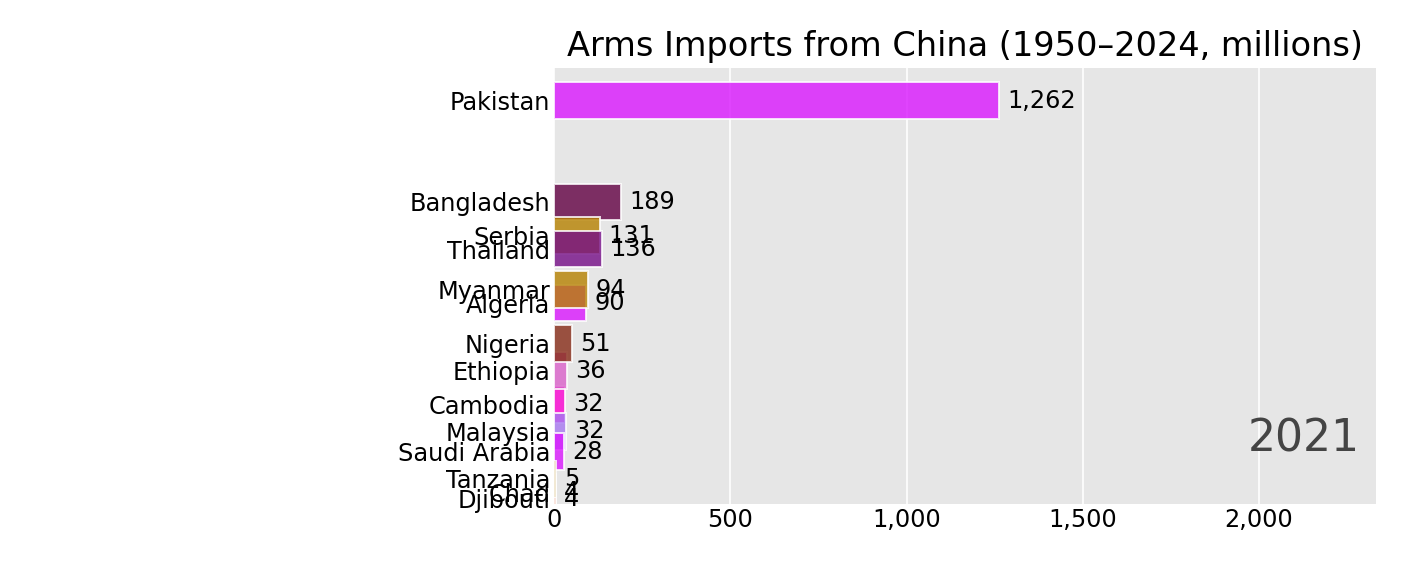 Arms Imports from China (1950–2024, millions)
Pakistan 1,262
Bangladesh 189
Serbia 131
Thailand 136
Myanmar 94
Algeria 90
Nigeria 51
Ethiopia 36
Cambodia 32
Malaysia 32
Saudi Arabia 28
Tanzania 5
Chad 4
Djibouti 4
2021
0 500 1,000 1,500 2,000